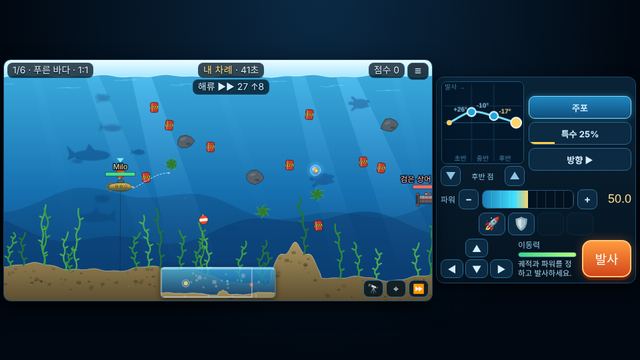 1/6 · 푸른 바다 · 1:1
내 차례 · 41초
점수 0
해류 ▶▶ 27 ↑8
Milo
검은 상어
발사 →
+26°
-10°
-17°
초반
중반
후반
주포
특수 25%
방향 ▶
후반 점
파워
50.0
이동력
궤적과 파워를 정
하고 발사하세요.
발사